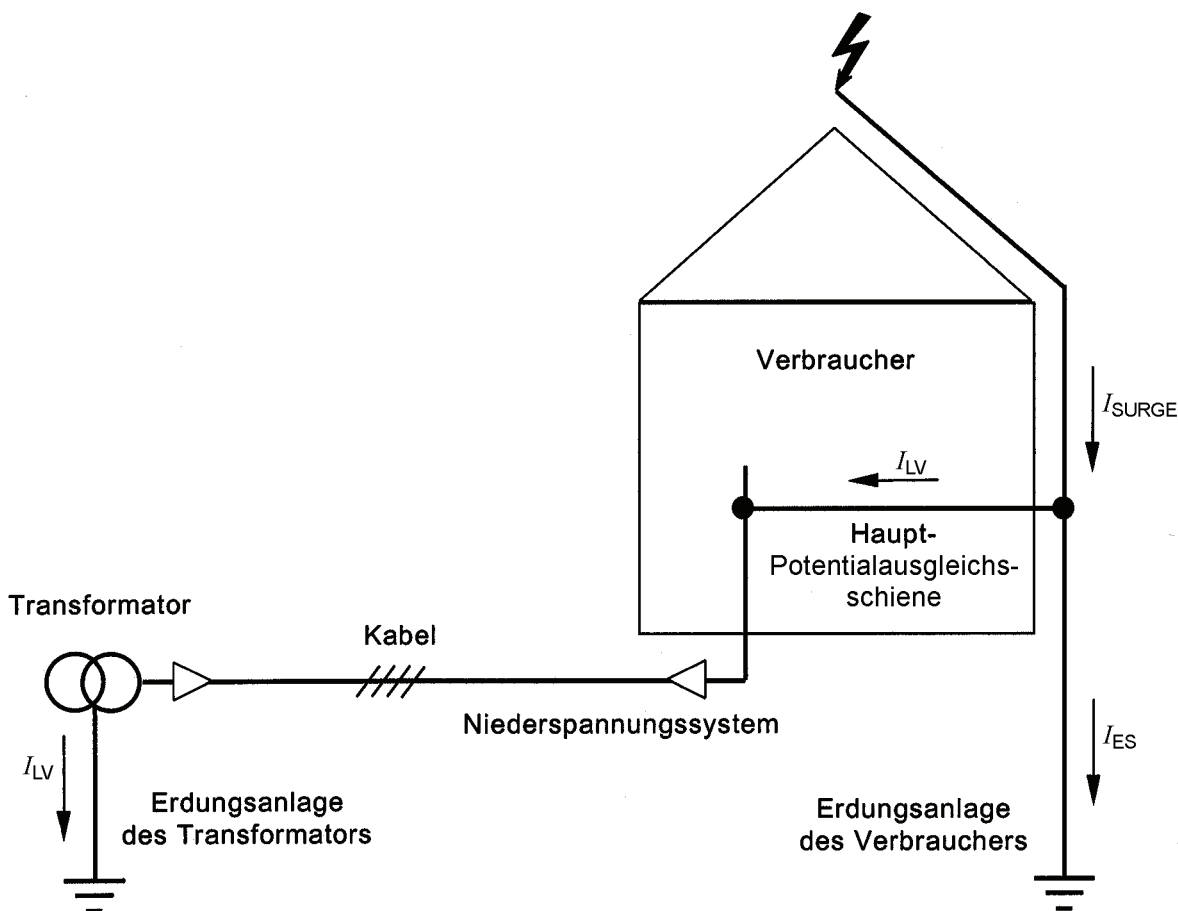 Verbraucher
I_SURGE
I_LV
Haupt-
Potentialausgleichs-
schiene
Transformator
Kabel
Niederspannungssystem
I_LV
I_ES
Erdungsanlage
des Transformators
Erdungsanlage
des Verbrauchers